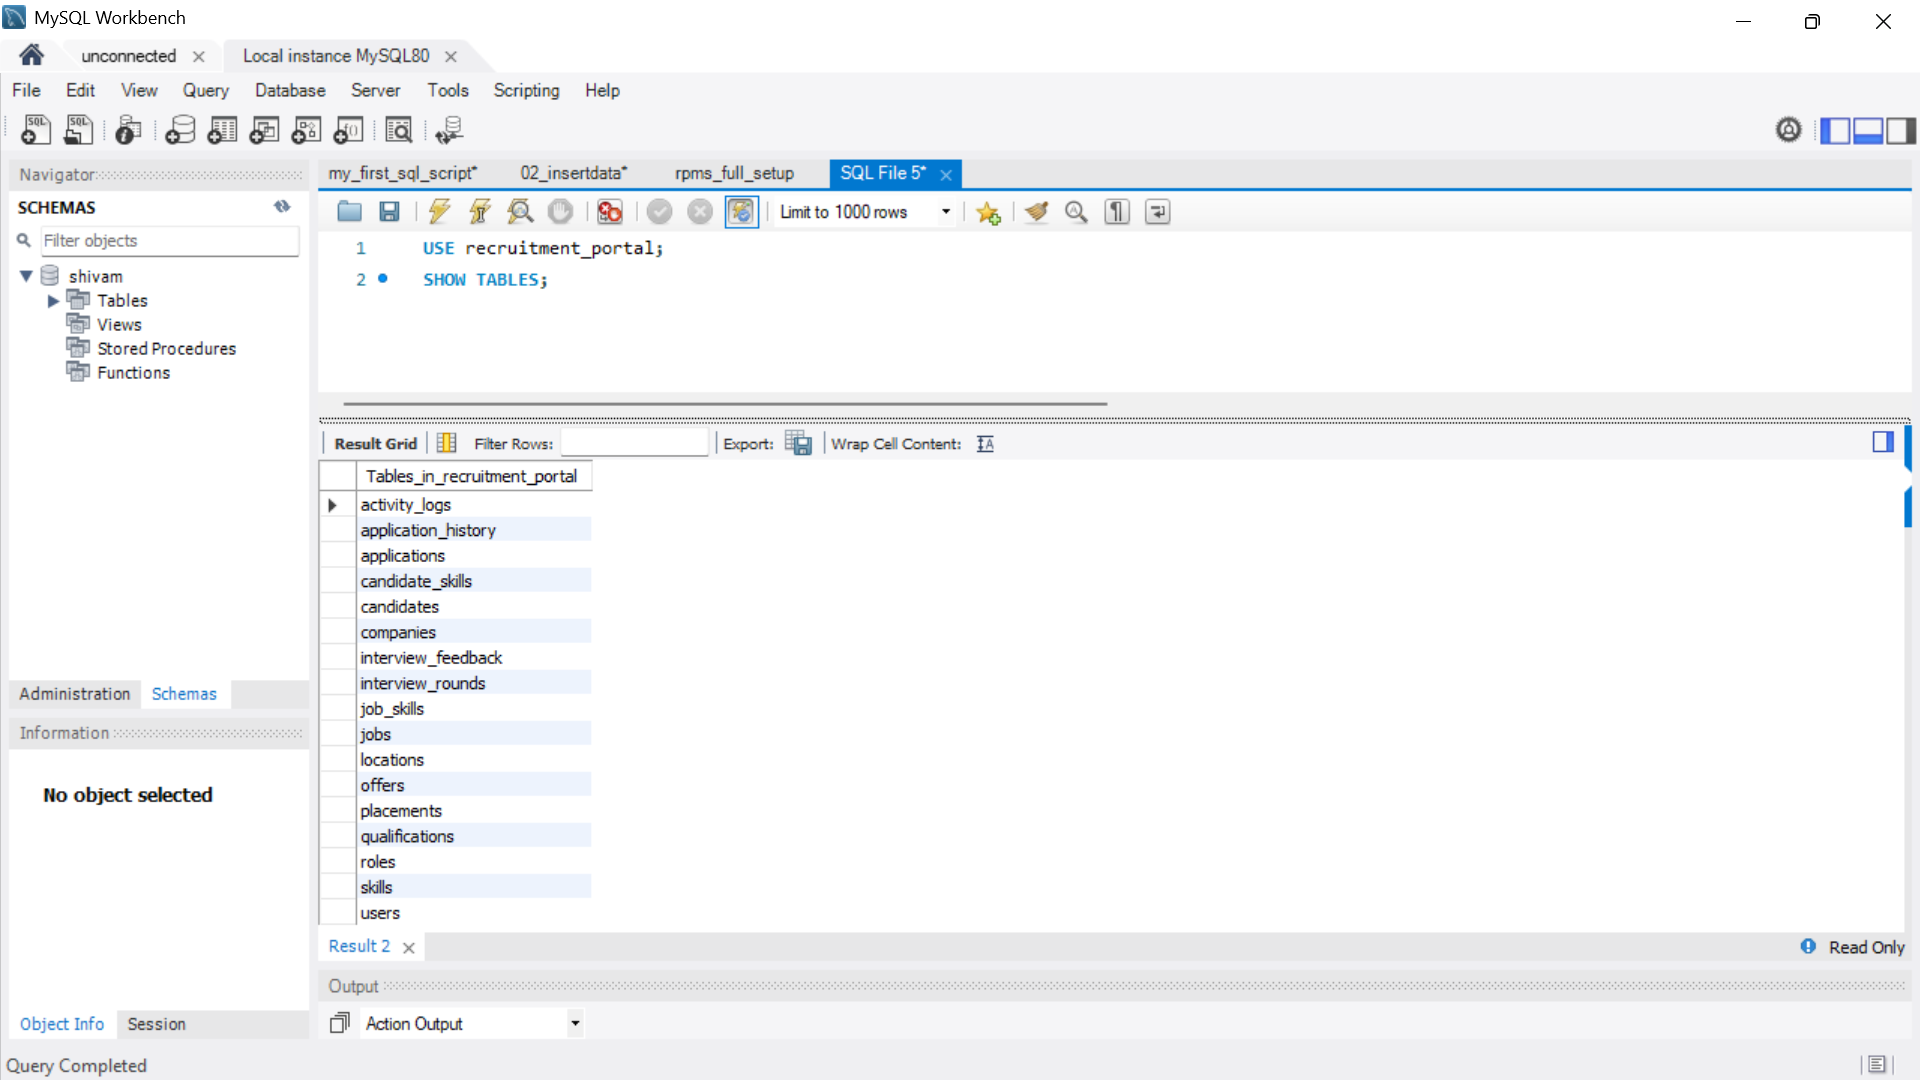 MySQL Workbench
unconnected
Local instance MySQL80
File Edit View Query Database Server Tools Scripting Help
SQL SQL
Navigator
my_first_sql_script* 02_insertdata* rpms_full_setup SQL File 5*
SCHEMAS
Limit to 1000 rows
Filter objects
1 USE recruitment_portal;
2 SHOW TABLES;
shivam
Tables
Views
Stored Procedures
Functions
Result Grid Filter Rows: Export: Wrap Cell Content:
Tables_in_recruitment_portal
activity_logs
application_history
applications
candidate_skills
candidates
companies
interview_feedback
interview_rounds
job_skills
jobs
locations
offers
placements
qualifications
roles
skills
users
Administration Schemas
Information
No object selected
Result 2
Read Only
Output
Object Info Session
Action Output
Query Completed